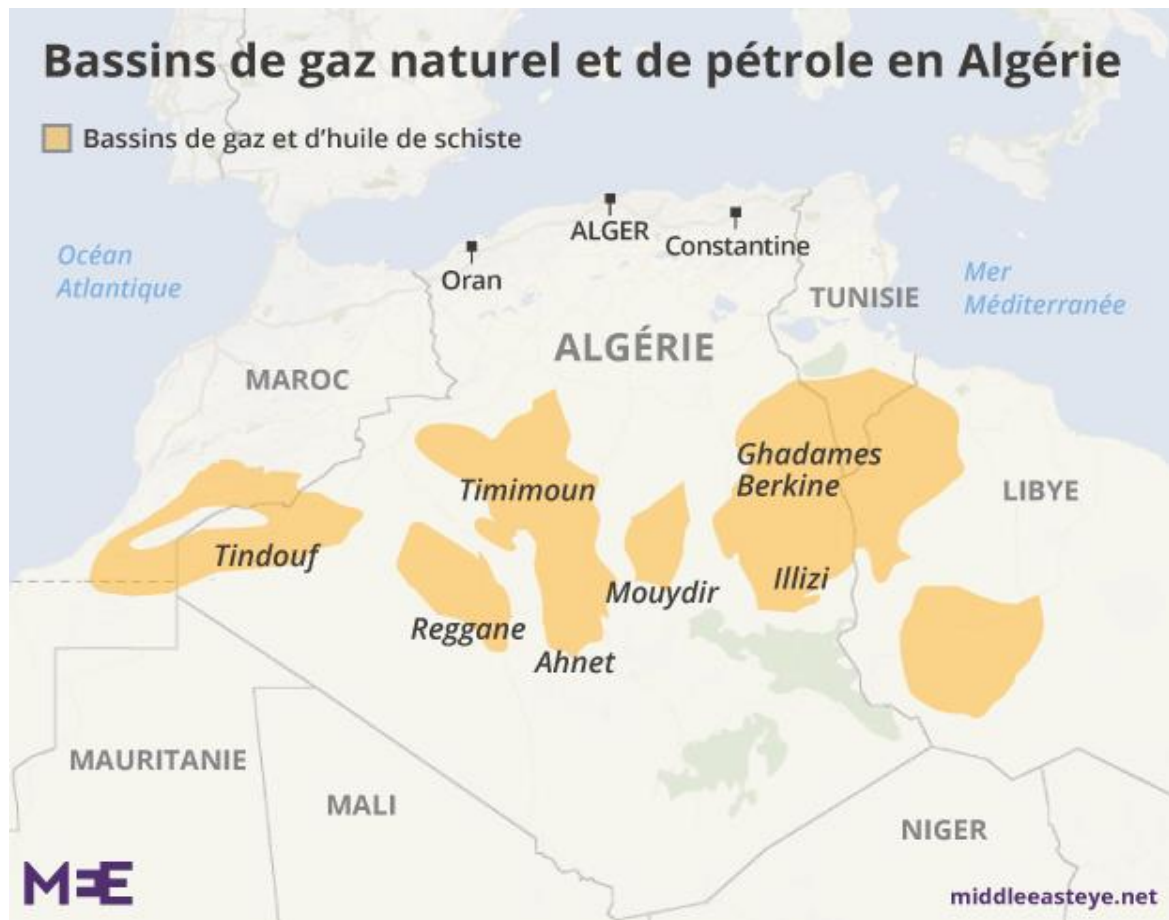 Bassins de gaz naturel et de pétrole en Algérie
Bassins de gaz et d’huile de schiste
ALGER
Constantine
Oran
Océan
Atlantique
Mer
Méditerranée
TUNISIE
ALGÉRIE
MAROC
Ghadames
Berkine
Timimoun
LIBYE
Tindouf
Illizi
Mouydir
Reggane
Ahnet
MAURITANIE
MALI
NIGER
MEE
middleeasteye.net